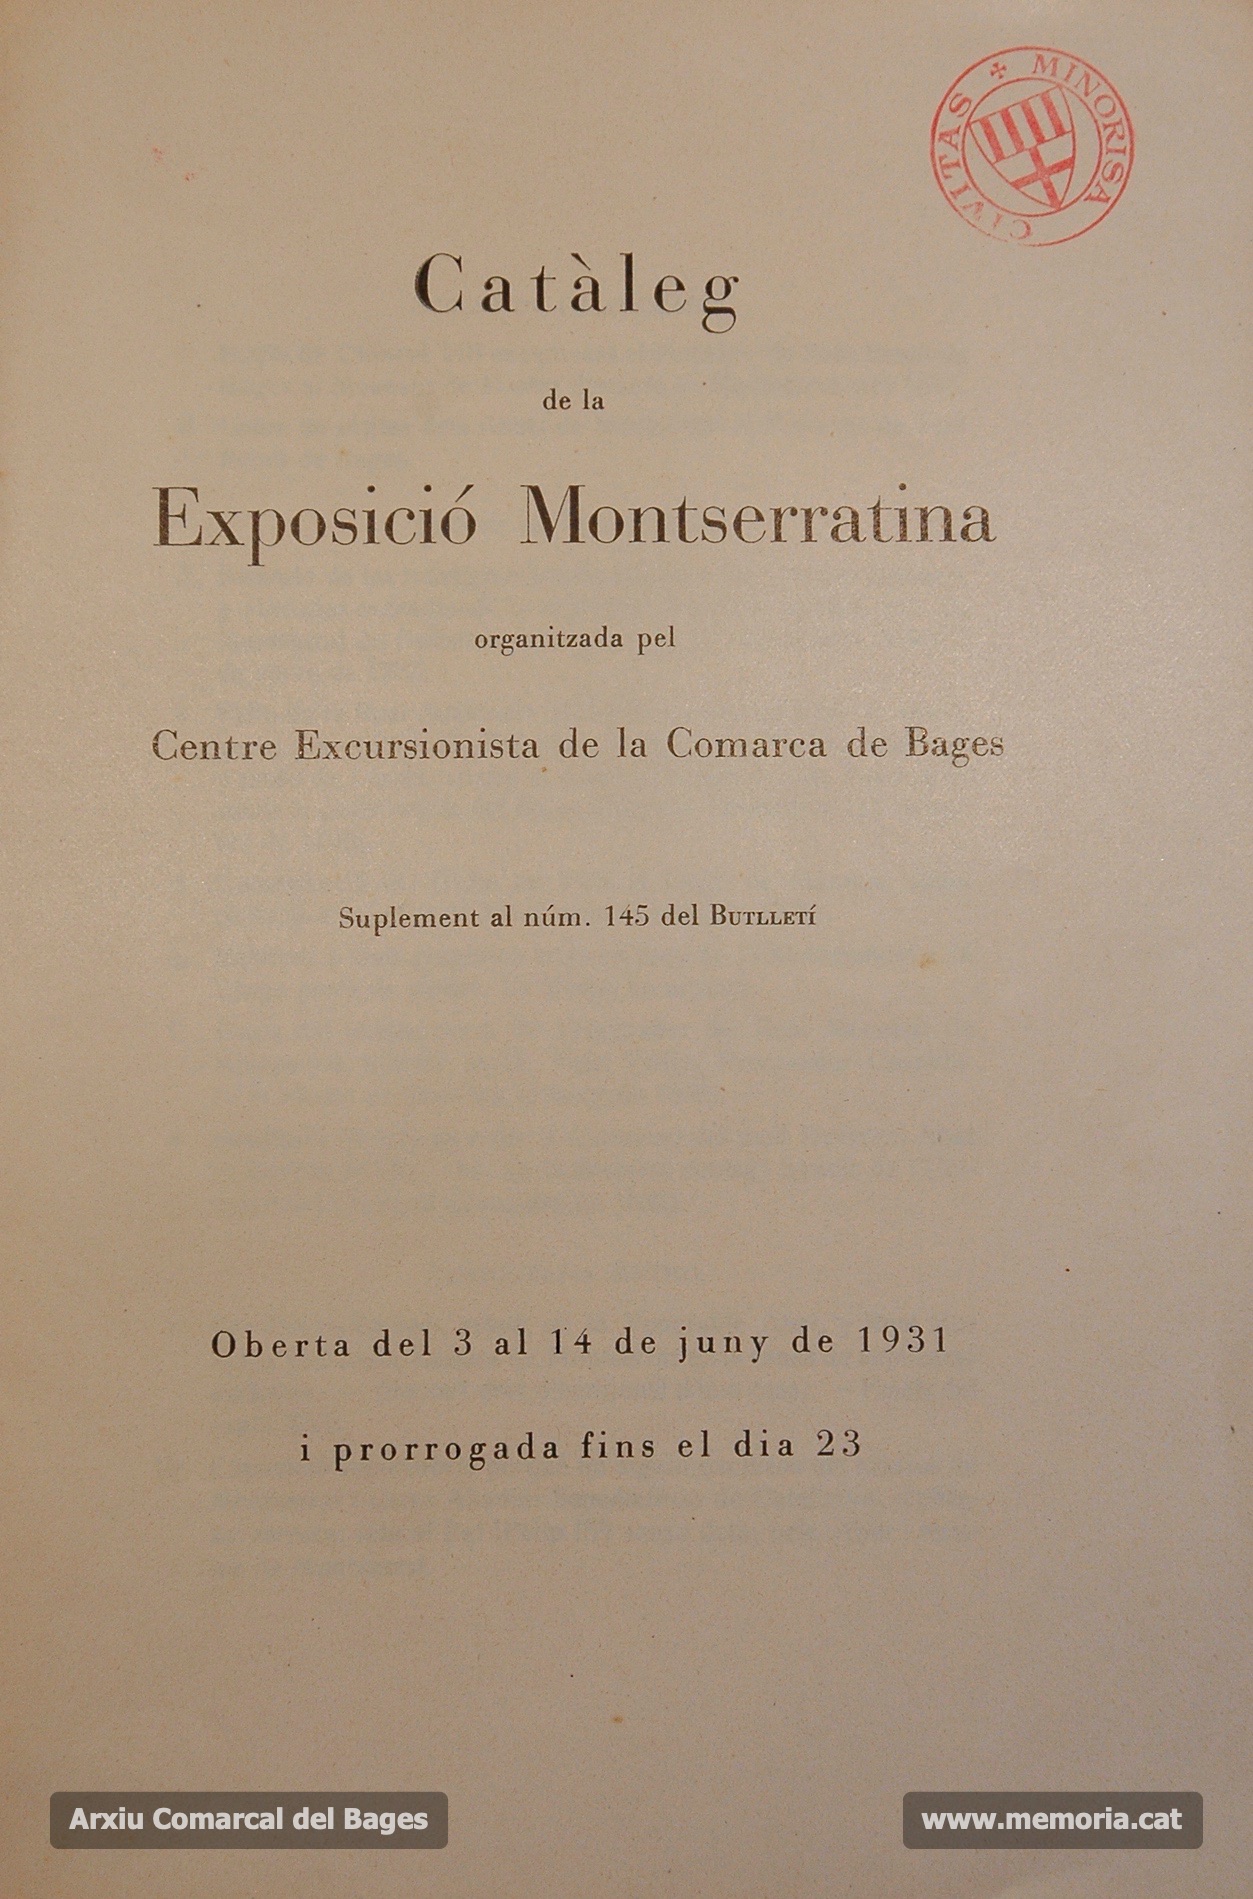 CIVITAS ✠ MINORISA
Catàleg
de la
Exposició Montserratina
organitzada pel
Centre Excursionista de la Comarca de Bages
Suplement al núm. 145 del BUTLLETÍ
Oberta del 3 al 14 de juny de 1931
i prorrogada fins el dia 23
Arxiu Comarcal del Bages
www.memoria.cat